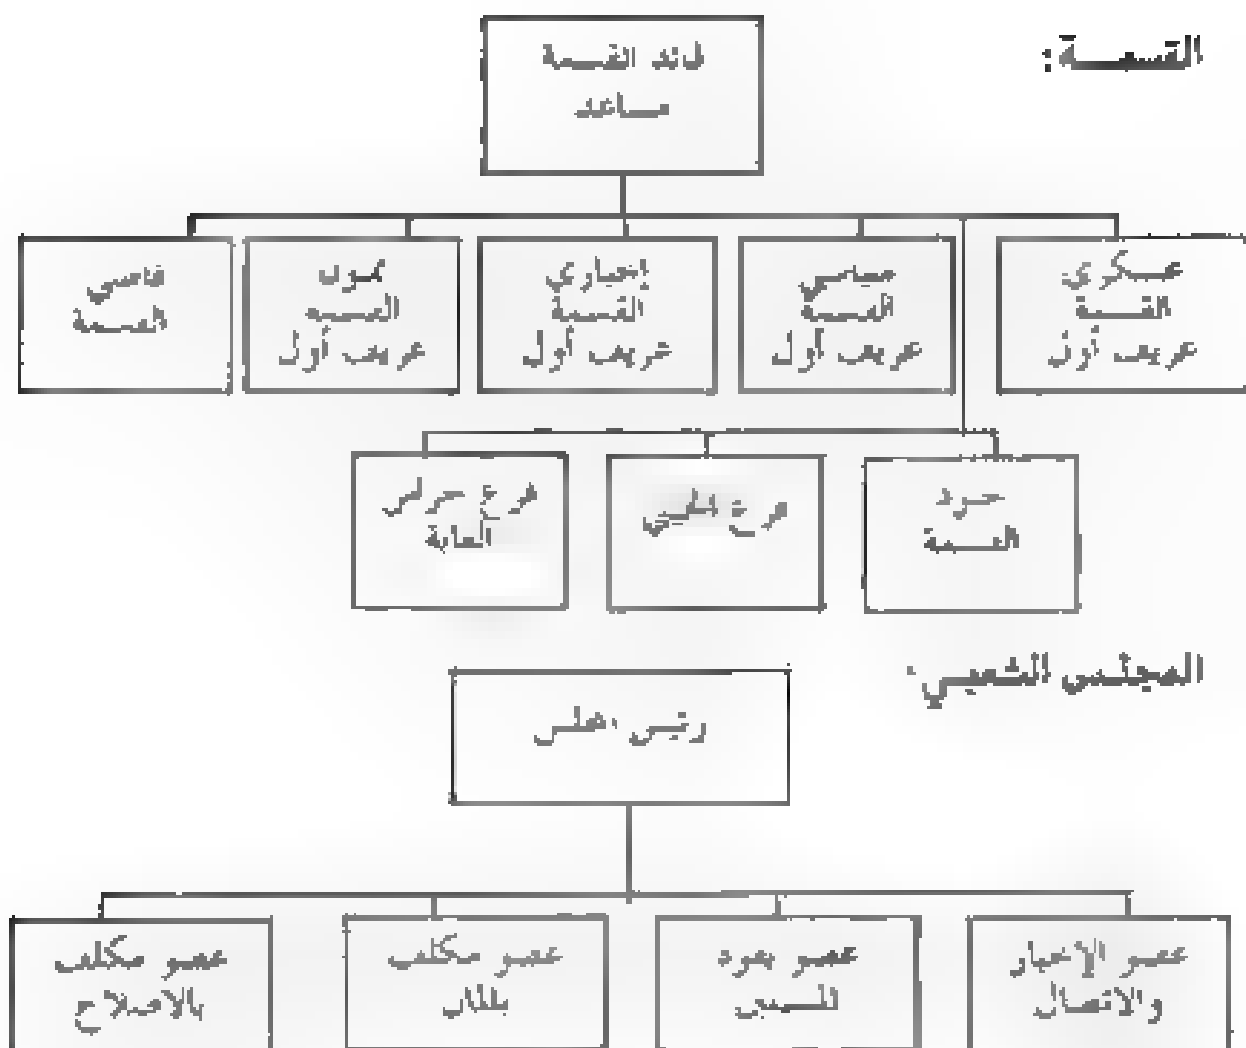 القسمة:
قائد القسمة
مساعد
عسكري
القسمة
عريف أول
سياسي
القسمة
عريف أول
إخباري
القسمة
عريف أول
تموين
القسمة
عريف أول
قاضي
القسمة
جنود
القسمة
فرع
فرع
الغابة
المجلس الشعبي:
رئيس المجلس
عضو الإخبار
والاتصال
عضو
عضو مكلف
بالمال
عضو مكلف
بالإصلاح